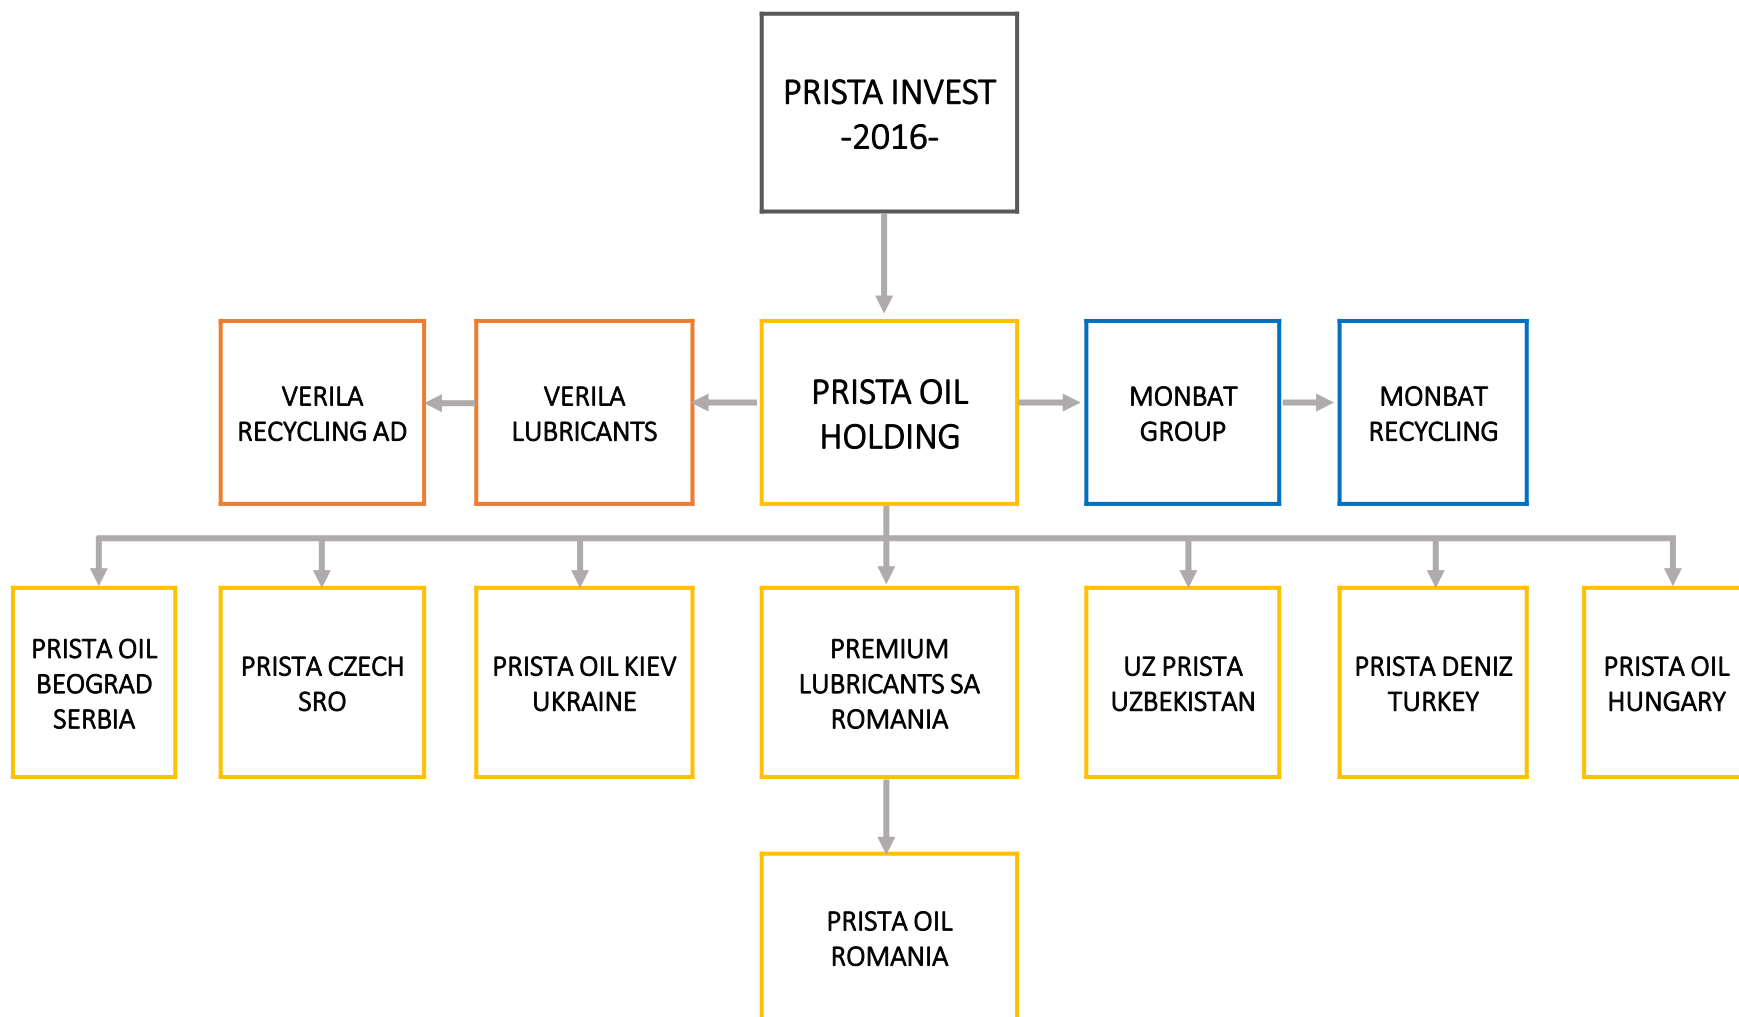 PRISTA INVEST
-2016-
VERILA
RECYCLING AD
VERILA
LUBRICANTS
PRISTA OIL
HOLDING
MONBAT
GROUP
MONBAT
RECYCLING
PRISTA OIL
BEOGRAD
SERBIA
PRISTA CZECH
SRO
PRISTA OIL KIEV
UKRAINE
PREMIUM
LUBRICANTS SA
ROMANIA
UZ PRISTA
UZBEKISTAN
PRISTA DENIZ
TURKEY
PRISTA OIL
HUNGARY
PRISTA OIL
ROMANIA